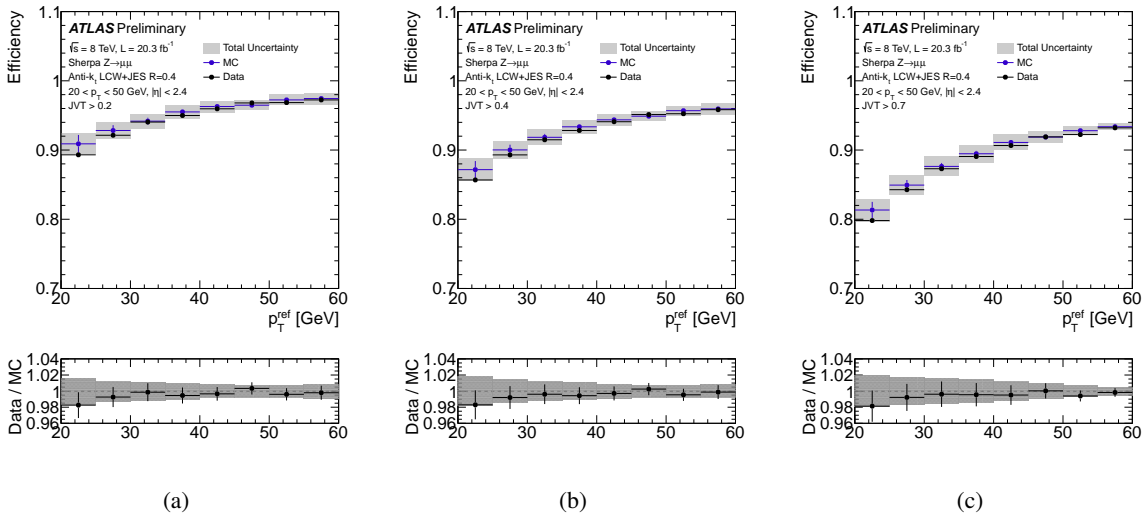 Efficiency
1.1
1
0.9
0.8
0.7
ATLAS Preliminary
√s = 8 TeV, L = 20.3 fb⁻¹
Sherpa Z→μμ
Anti-kt LCW+JES R=0.4
20 < pT < 50 GeV, |η| < 2.4
JVT > 0.2
Total Uncertainty
MC
Data
20 30 40 50 60
pT^ref [GeV]
Data / MC
1.04
1.02
1
0.98
0.96
20 30 40 50 60
(a)
Efficiency
1.1
1
0.9
0.8
0.7
ATLAS Preliminary
√s = 8 TeV, L = 20.3 fb⁻¹
Sherpa Z→μμ
Anti-kt LCW+JES R=0.4
20 < pT < 50 GeV, |η| < 2.4
JVT > 0.4
Total Uncertainty
MC
Data
20 30 40 50 60
pT^ref [GeV]
Data / MC
1.04
1.02
1
0.98
0.96
20 30 40 50 60
(b)
Efficiency
1.1
1
0.9
0.8
0.7
ATLAS Preliminary
√s = 8 TeV, L = 20.3 fb⁻¹
Sherpa Z→μμ
Anti-kt LCW+JES R=0.4
20 < pT < 50 GeV, |η| < 2.4
JVT > 0.7
Total Uncertainty
MC
Data
20 30 40 50 60
pT^ref [GeV]
Data / MC
1.04
1.02
1
0.98
0.96
20 30 40 50 60
(c)